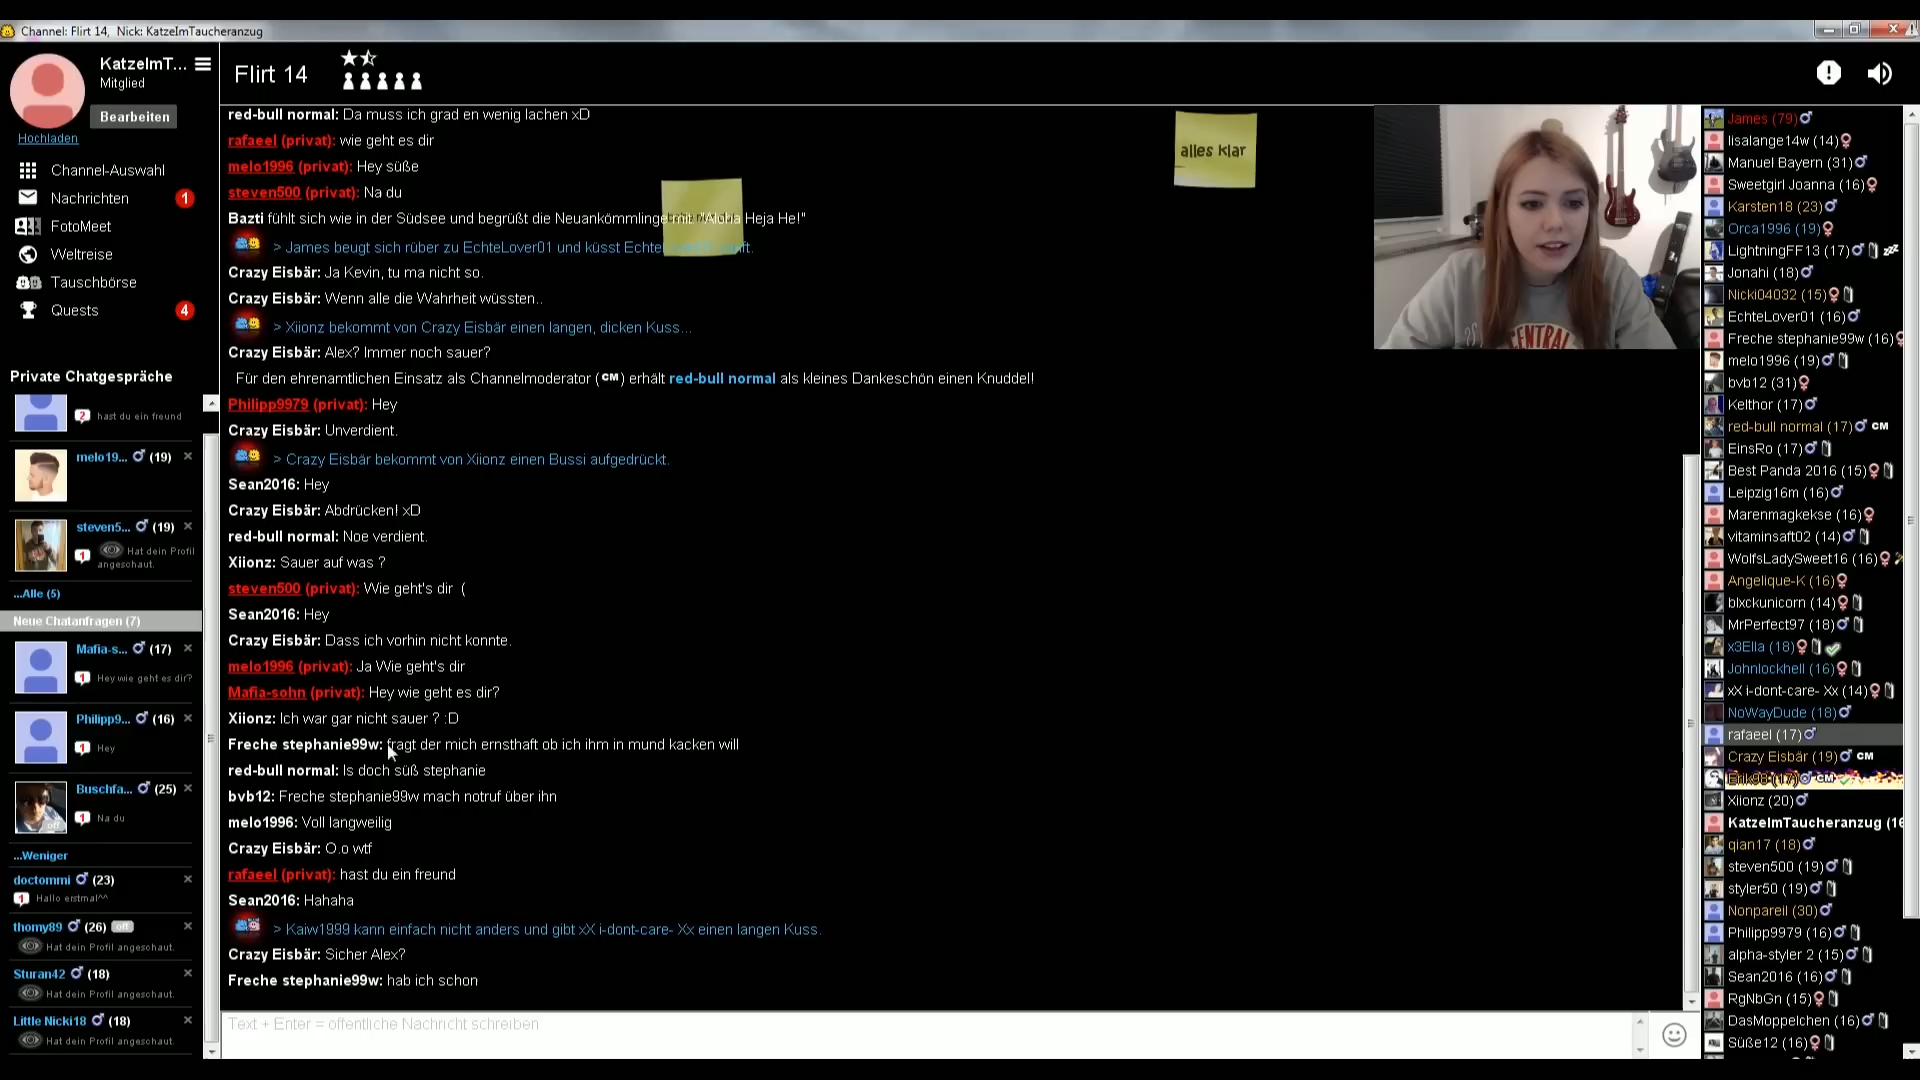 Channel: Flirt 14, Nick: KatzeImTaucheranzug
KatzeImT...
Mitglied
Bearbeiten
Hochladen
Channel-Auswahl
Nachrichten 1
FotoMeet
Weltreise
Tauschbörse
Quests 4
Private Chatgespräche
2 hast du ein freund
melo19... (19)
steven5... (19)
1 Hat dein Profil
angeschaut.
...Alle (5)
Neue Chatanfragen (7)
Mafia-s... (17)
1 Hey wie geht es dir?
Philipp9... (16)
1 Hey
Buschfa... (25)
off
1 Na du
...Weniger
doctommi (23)
1 Hallo erstmal^^
thomy89 (26) off
Hat dein Profil angeschaut.
Sturan42 (18)
Hat dein Profil angeschaut.
Little Nicki18 (18)
Hat dein Profil angeschaut.
Flirt 14
red-bull normal: Da muss ich grad en wenig lachen xD
rafaeel (privat): wie geht es dir
melo1996 (privat): Hey süße
steven500 (privat): Na du
Bazti fühlt sich wie in der Südsee und begrüßt die Neuankömmlinge mit: "Aloha Heja He!"
> James beugt sich rüber zu EchteLover01 und küsst Echte
Crazy Eisbär: Ja Kevin, tu ma nicht so.
Crazy Eisbär: Wenn alle die Wahrheit wüssten..
> Xiionz bekommt von Crazy Eisbär einen langen, dicken Kuss...
Crazy Eisbär: Alex? Immer noch sauer?
Für den ehrenamtlichen Einsatz als Channelmoderator (CM) erhält red-bull normal als kleines Dankeschön einen Knuddel!
Philipp9979 (privat): Hey
Crazy Eisbär: Unverdient.
> Crazy Eisbär bekommt von Xiionz einen Bussi aufgedrückt.
Sean2016: Hey
Crazy Eisbär: Abdrücken! xD
red-bull normal: Noe verdient.
Xiionz: Sauer auf was ?
steven500 (privat): Wie geht's dir (
Sean2016: Hey
Crazy Eisbär: Dass ich vorhin nicht konnte.
melo1996 (privat): Ja Wie geht's dir
Mafia-sohn (privat): Hey wie geht es dir?
Xiionz: Ich war gar nicht sauer ? :D
Freche stephanie99w: fragt der mich ernsthaft ob ich ihm in mund kacken will
red-bull normal: Is doch süß stephanie
bvb12: Freche stephanie99w mach notruf über ihn
melo1996: Voll langweilig
Crazy Eisbär: O.o wtf
rafaeel (privat): hast du ein freund
Sean2016: Hahaha
> Kaiw1999 kann einfach nicht anders und gibt xX i-dont-care- Xx einen langen Kuss.
Crazy Eisbär: Sicher Alex?
Freche stephanie99w: hab ich schon
Text + Enter = öffentliche Nachricht schreiben
alles klar
CENTRAL
James (79)
lisalange14w (14)
Manuel Bayern (31)
Sweetgirl Joanna (16)
Karsten18 (23)
Orca1996 (19)
LightningFF13 (17) zzZ
Jonahi (18)
Nicki04032 (15)
EchteLover01 (16)
Freche stephanie99w (16)
melo1996 (19)
bvb12 (31)
Kelthor (17)
red-bull normal (17) CM
EinsRo (17)
Best Panda 2016 (15)
Leipzig16m (16)
Marenmagkekse (16)
vitaminsaft02 (14)
WolfsLadySweet16 (16)
Angelique-K (16)
blxckunicorn (14)
MrPerfect97 (18)
x3Ella (18)
Johnlockhell (16)
xX i-dont-care- Xx (14)
NoWayDude (18)
rafaeel (17)
Crazy Eisbär (19) CM
Erik98 (17) CM
Xiionz (20)
KatzeImTaucheranzug (16
qian17 (18)
steven500 (19)
styler50 (19)
Nonpareil (30)
Philipp9979 (16)
alpha-styler 2 (15)
Sean2016 (16)
RgNbGn (15)
DasMoppelchen (16)
Süße12 (16)